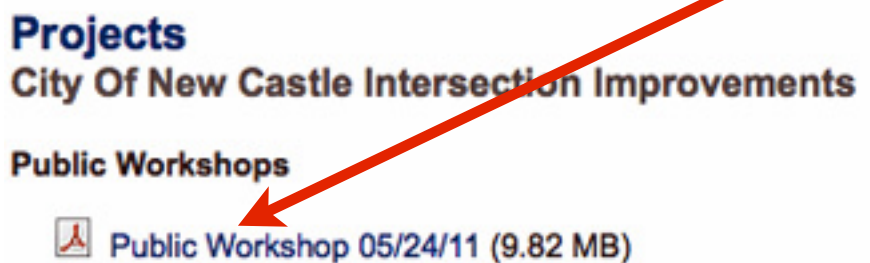 Projects
City Of New Castle Intersection Improvements
Public Workshops
Public Workshop 05/24/11 (9.82 MB)